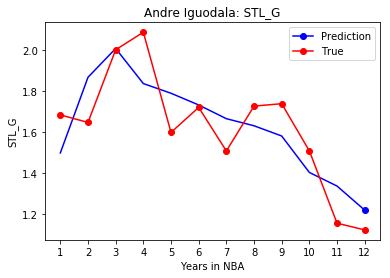 Andre Iguodala: STL_G
Prediction
True
2.0
1.8
1.6
1.4
1.2
STL_G
1 2 3 4 5 6 7 8 9 10 11 12
Years in NBA